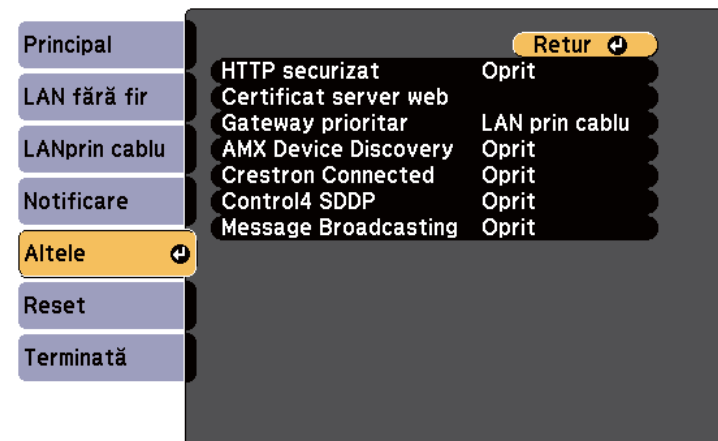 Principal
LAN fără fir
LANprin cablu
Notificare
Altele
Reset
Terminată
Retur
HTTP securizat Oprit
Certificat server web
Gateway prioritar LAN prin cablu
AMX Device Discovery Oprit
Crestron Connected Oprit
Control4 SDDP Oprit
Message Broadcasting Oprit